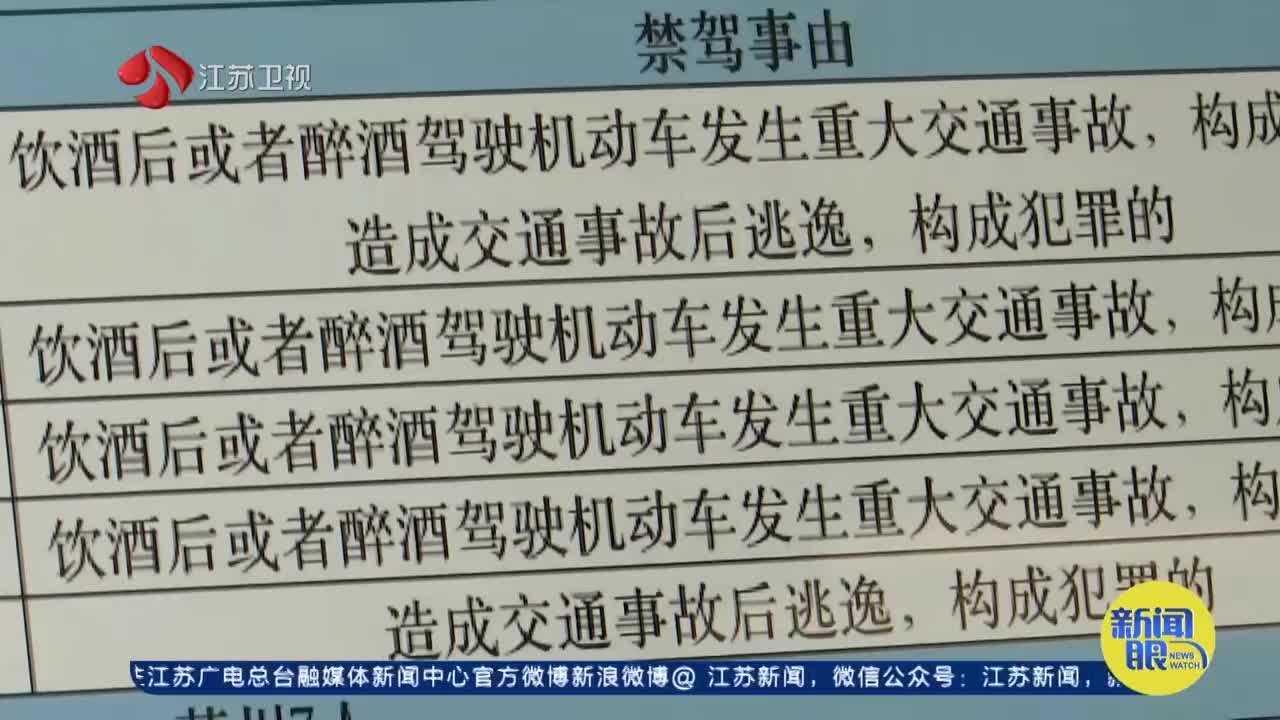 禁驾事由
江苏卫视
饮酒后或者醉酒驾驶机动车发生重大交通事故，构成
造成交通事故后逃逸，构成犯罪的
饮酒后或者醉酒驾驶机动车发生重大交通事故，构成
饮酒后或者醉酒驾驶机动车发生重大交通事故，构
饮酒后或者醉酒驾驶机动车发生重大交通事故，构
造成交通事故后逃逸，构成犯罪的
新闻眼
NEWS
WATCH
江苏广电总台融媒体新闻中心官方微博新浪微博@ 江苏新闻，微信公众号：江苏新闻，